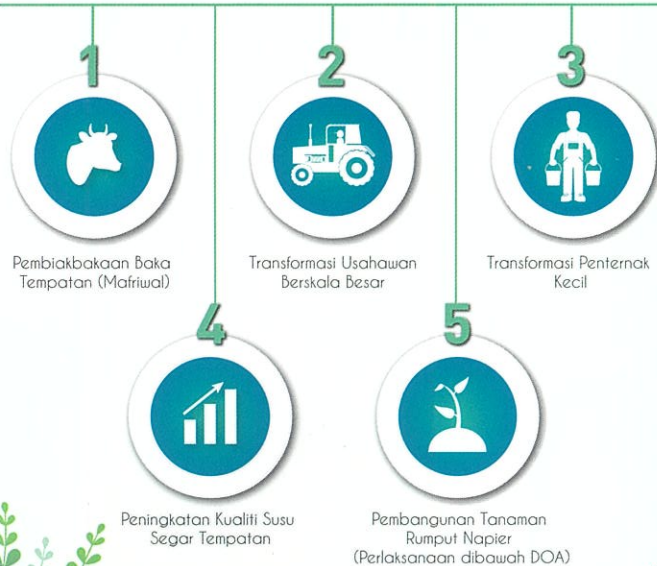 1
Pembiakbakaan Baka
Tempatan (Mafriwal)
2
Transformasi Usahawan
Berskala Besar
3
Transformasi Penternak
Kecil
4
Peningkatan Kualiti Susu
Segar Tempatan
5
Pembangunan Tanaman
Rumput Napier
(Perlaksanaan dibawah DOA)